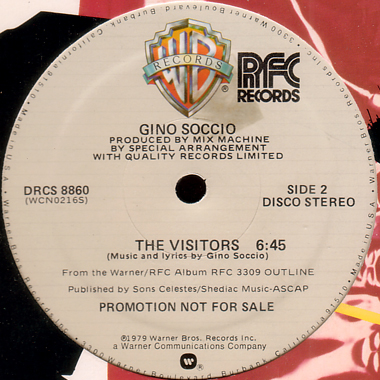 WB
RECORDS
®
RFC
RECORDS
GINO SOCCIO
PRODUCED BY MIX MACHINE
BY SPECIAL ARRANGEMENT
WITH QUALITY RECORDS LIMITED
DRCS 8860
(WCN0216S)
SIDE 2
DISCO STEREO
THE VISITORS 6:45
(Music and lyrics by Gino Soccio)
From the Warner/RFC Album RFC 3309 OUTLINE
Published by Sons Celestes/Shediac Music-ASCAP
PROMOTION NOT FOR SALE
℗1979 Warner Bros. Records Inc.
a Warner Communications Company